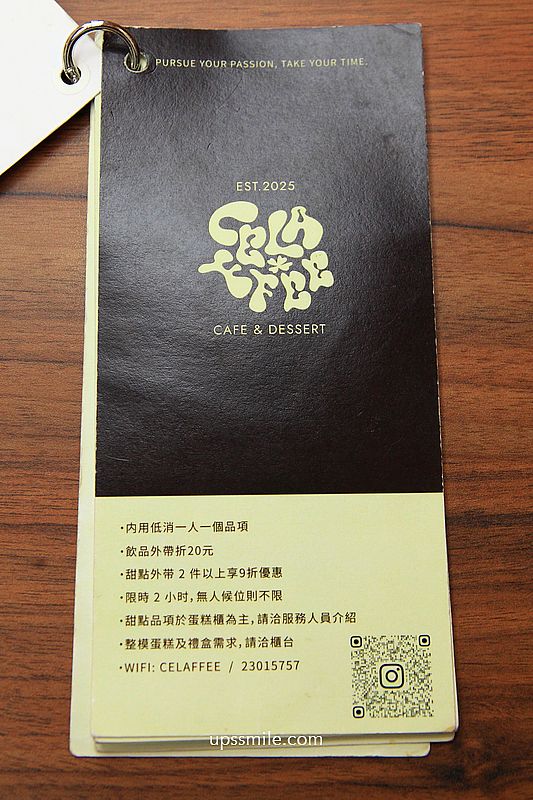 PURSUE YOUR PASSION, TAKE YOUR TIME.
EST.2025
CELA
FFEE
CAFE & DESSERT
·內用低消一人一個品項
·飲品外帶折20元
·甜點外帶 2 件以上享9折優惠
·限時 2 小时,無人候位則不限
·甜點品項於蛋糕櫃為主,請洽服務人員介紹
·整模蛋糕及禮盒需求,請洽櫃台
·WIFI: CELAFFEE / 23015757
upssmile.com